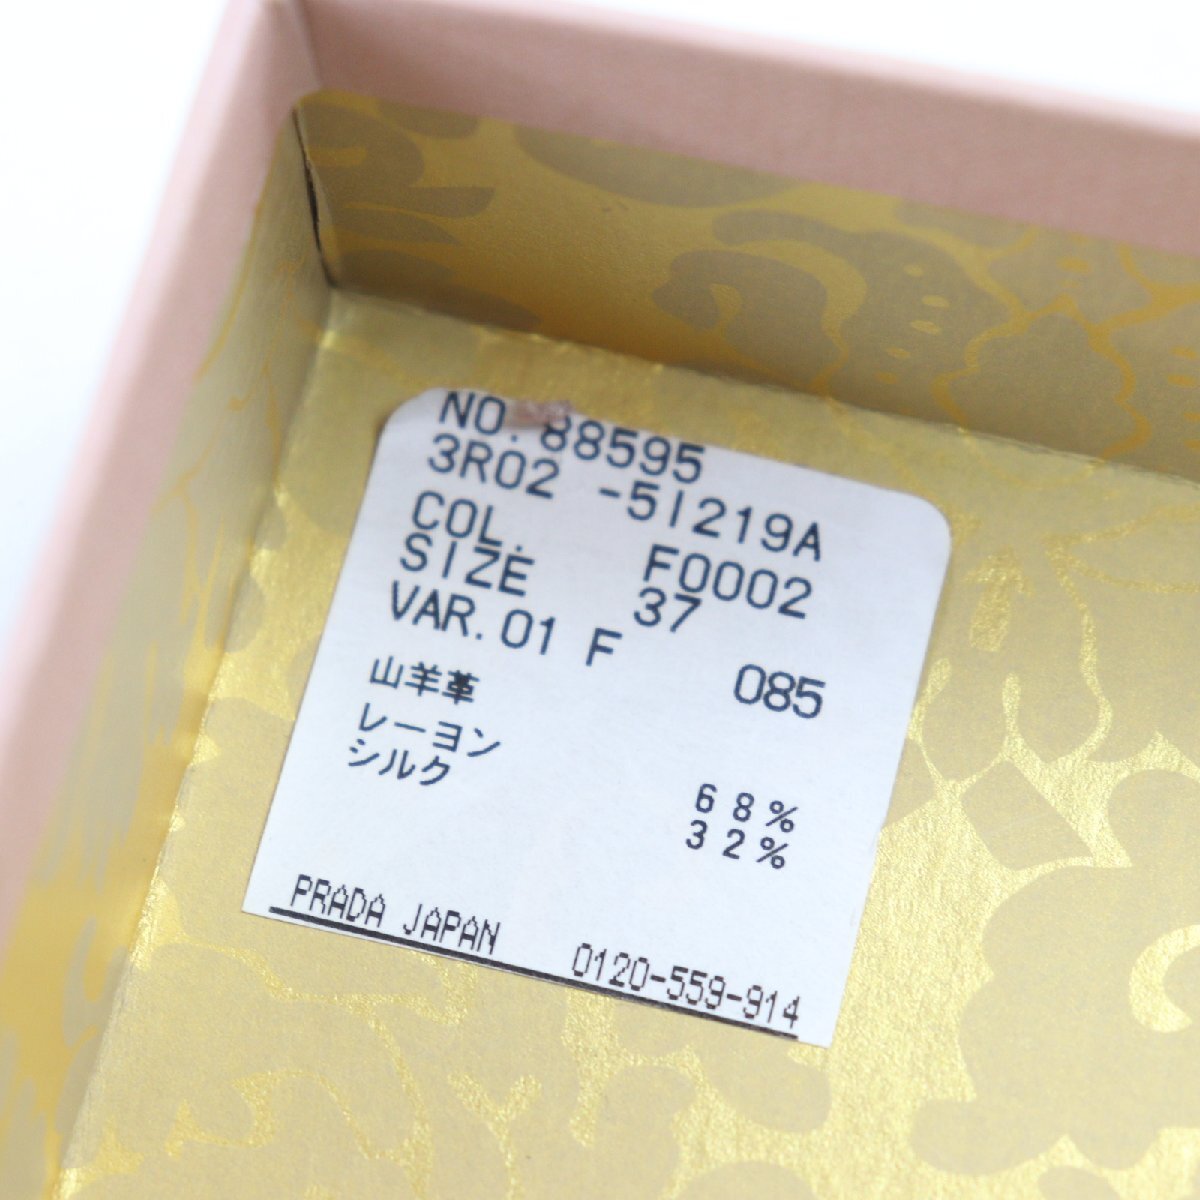 NO. 88595
3R02 -51219A
COL. F0002
SIZE 37
VAR. 01 F 085
山羊革
レーヨン 68%
シルク 32%
PRADA JAPAN 0120-559-914